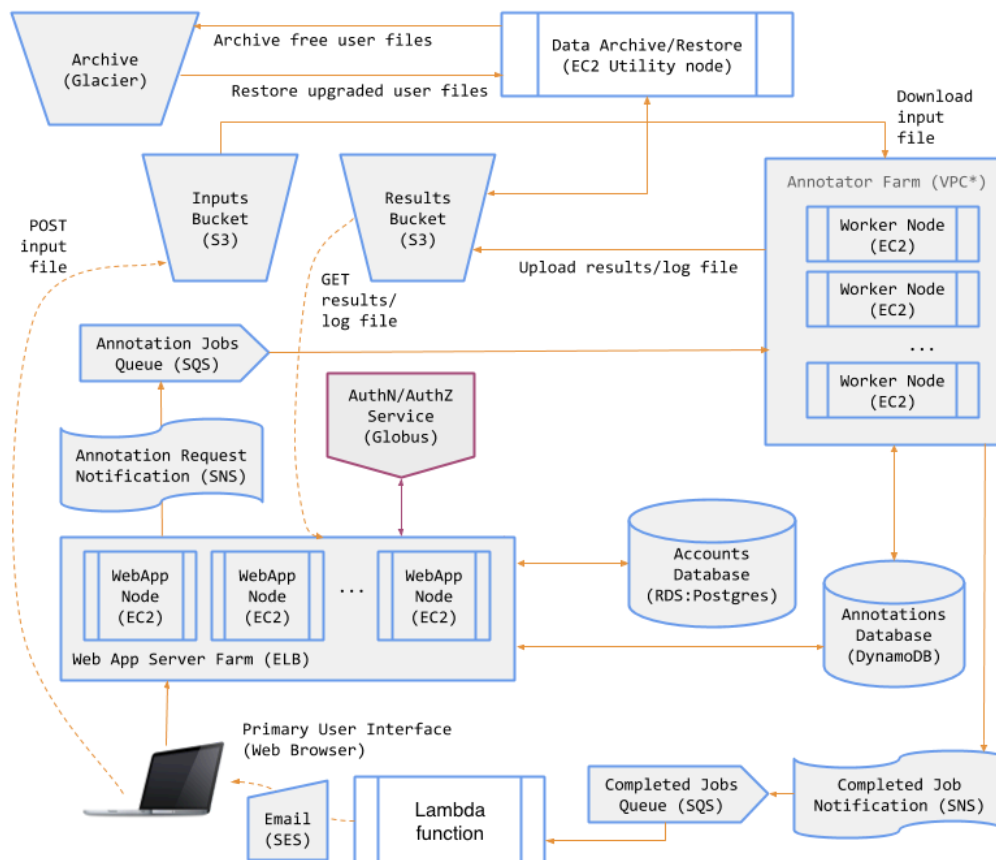 Archive
(Glacier)
Archive free user files
Restore upgraded user files
Data Archive/Restore
(EC2 Utility node)
Download
input
file
POST
input
file
Inputs
Bucket
(S3)
Results
Bucket
(S3)
GET
results/
log file
Upload results/log file
Annotator Farm (VPC*)
Worker Node
(EC2)
Worker Node
(EC2)
...
Worker Node
(EC2)
Annotation Jobs
Queue (SQS)
AuthN/AuthZ
Service
(Globus)
Annotation Request
Notification (SNS)
WebApp
Node
(EC2)
WebApp
Node
(EC2)
...
WebApp
Node
(EC2)
Web App Server Farm (ELB)
Accounts
Database
(RDS:Postgres)
Annotations
Database
(DynamoDB)
Primary User Interface
(Web Browser)
Email
(SES)
Lambda
function
Completed Jobs
Queue (SQS)
Completed Job
Notification (SNS)